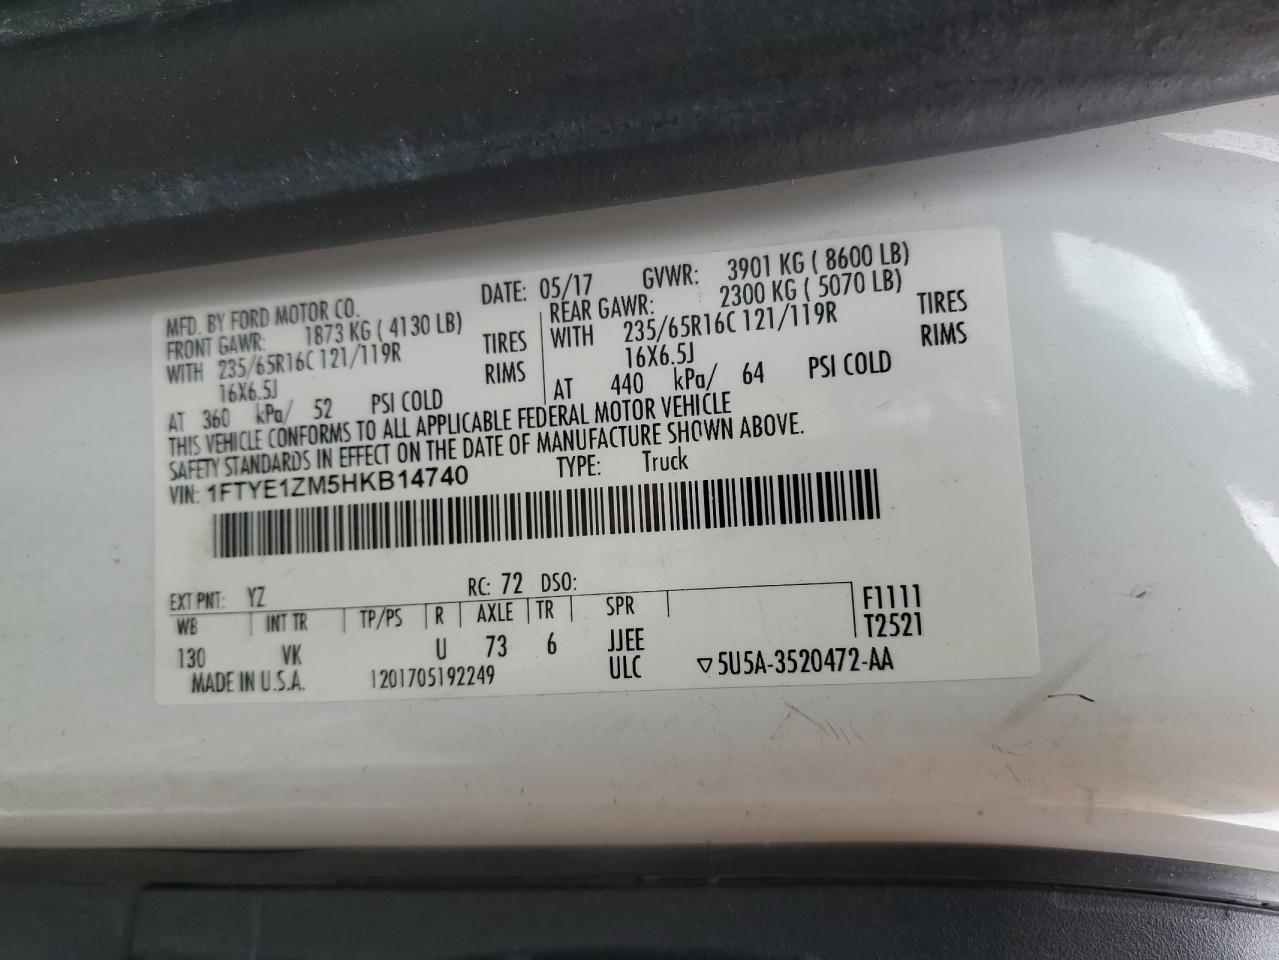 MFD. BY FORD MOTOR CO. DATE: 05/17 GVWR: 3901 KG ( 8600 LB)
FRONT GAWR: 1873 KG ( 4130 LB)
WITH 235/65R16C 121/119R TIRES
16X6.5J RIMS
AT 360 kPa/ 52 PSI COLD
REAR GAWR: 2300 KG ( 5070 LB)
WITH 235/65R16C 121/119R TIRES
16X6.5J RIMS
AT 440 kPa/ 64 PSI COLD
THIS VEHICLE CONFORMS TO ALL APPLICABLE FEDERAL MOTOR VEHICLE
SAFETY STANDARDS IN EFFECT ON THE DATE OF MANUFACTURE SHOWN ABOVE.
VIN: 1FTYE1ZM5HKB14740 TYPE: Truck
EXT PNT: YZ RC: 72 DSO:
WB INT TR TP/PS R AXLE TR SPR F1111
T2521
130 VK U 73 6 JJEE
MADE IN U.S.A. 1201705192249 ULC ▽5U5A-3520472-AA